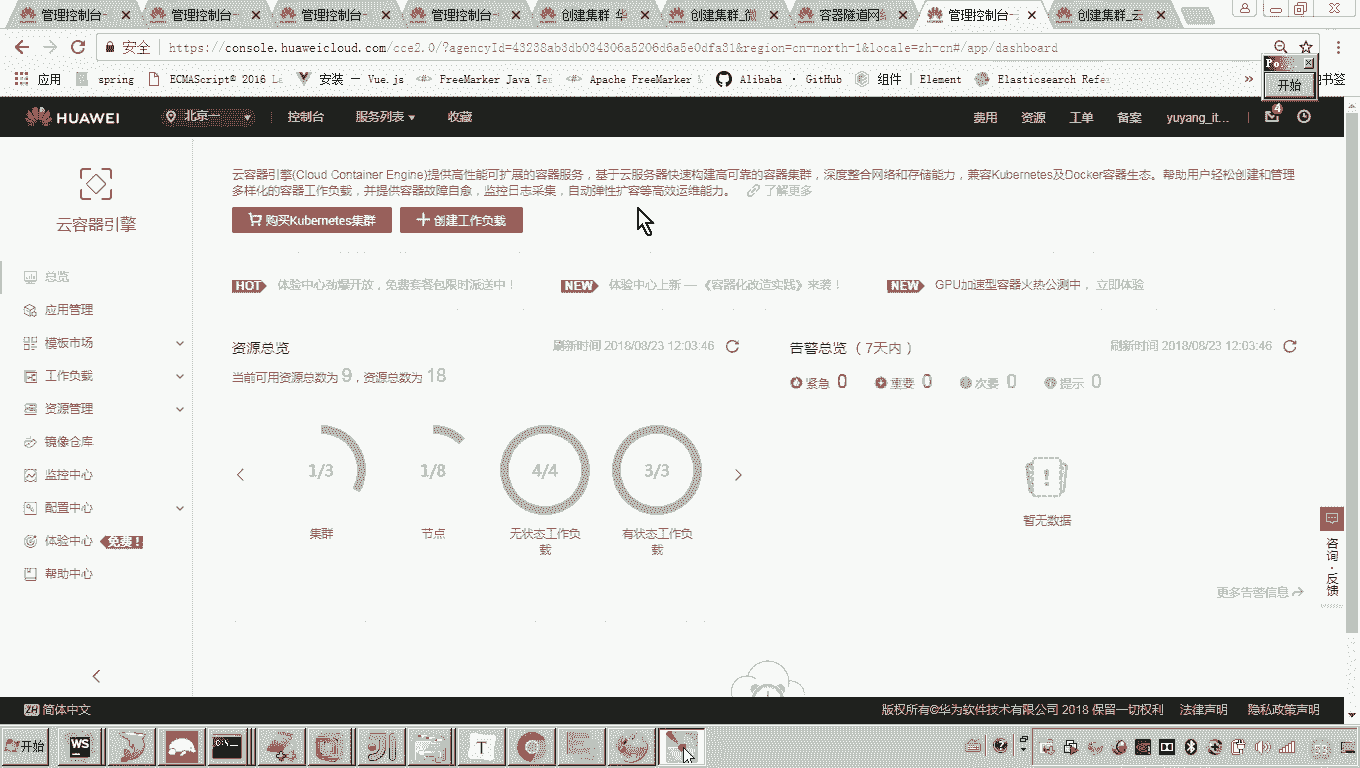 管理控制台
管理控制台
管理控制台
管理控制台-
创建集群 华
创建集群_微
容器隧道网络
管理控制台-
创建集群_云
安全 https://console.huaweicloud.com/cce2.0/?agencyId=43238ab3db034306a5206d6a5e0dfa31&region=cn-north-1&locale=zh-cn#/app/dashboard
应用 spring ECMAScript® 2016 La 安装 — Vue.js FreeMarker Java Tem Apache FreeMarker Alibaba · GitHub 组件 | Element Elasticsearch Refer » 书签
开始
HUAWEI 北京一 控制台 服务列表 收藏 费用 资源 工单 备案 yuyang_it... 4
云容器引擎(Cloud Container Engine)提供高性能可扩展的容器服务，基于云服务器快速构建高可靠的容器集群，深度整合网络和存储能力，兼容Kubernetes及Docker容器生态。帮助用户轻松创建和管理
多样化的容器工作负载，并提供容器故障自愈，监控日志采集，自动弹性扩容等高效运维能力。 了解更多
购买Kubernetes集群 创建工作负载
云容器引擎
总览
应用管理
模板市场
工作负载
资源管理
镜像仓库
监控中心
配置中心
体验中心 免费！
帮助中心
HOT 体验中心劲爆开放，免费套餐包限时派送中！ NEW 体验中心上新 — 《容器化改造实践》来袭！ NEW GPU加速型容器火热公测中，立即体验
资源总览 刷新时间 2018/08/23 12:03:46
当前可用资源总数为 9，资源总数为 18
1/3 1/8 4/4 3/3
集群 节点 无状态工作负载 有状态工作负载
告警总览（7天内） 刷新时间 2018/08/23 12:03:46
紧急 0 重要 0 次要 0 提示 0
暂无数据
更多告警信息
咨询·反馈
ZH 简体中文 版权所有©华为软件技术有限公司 2018 保留一切权利 法律声明 隐私政策声明
开始 WS C:\_ T